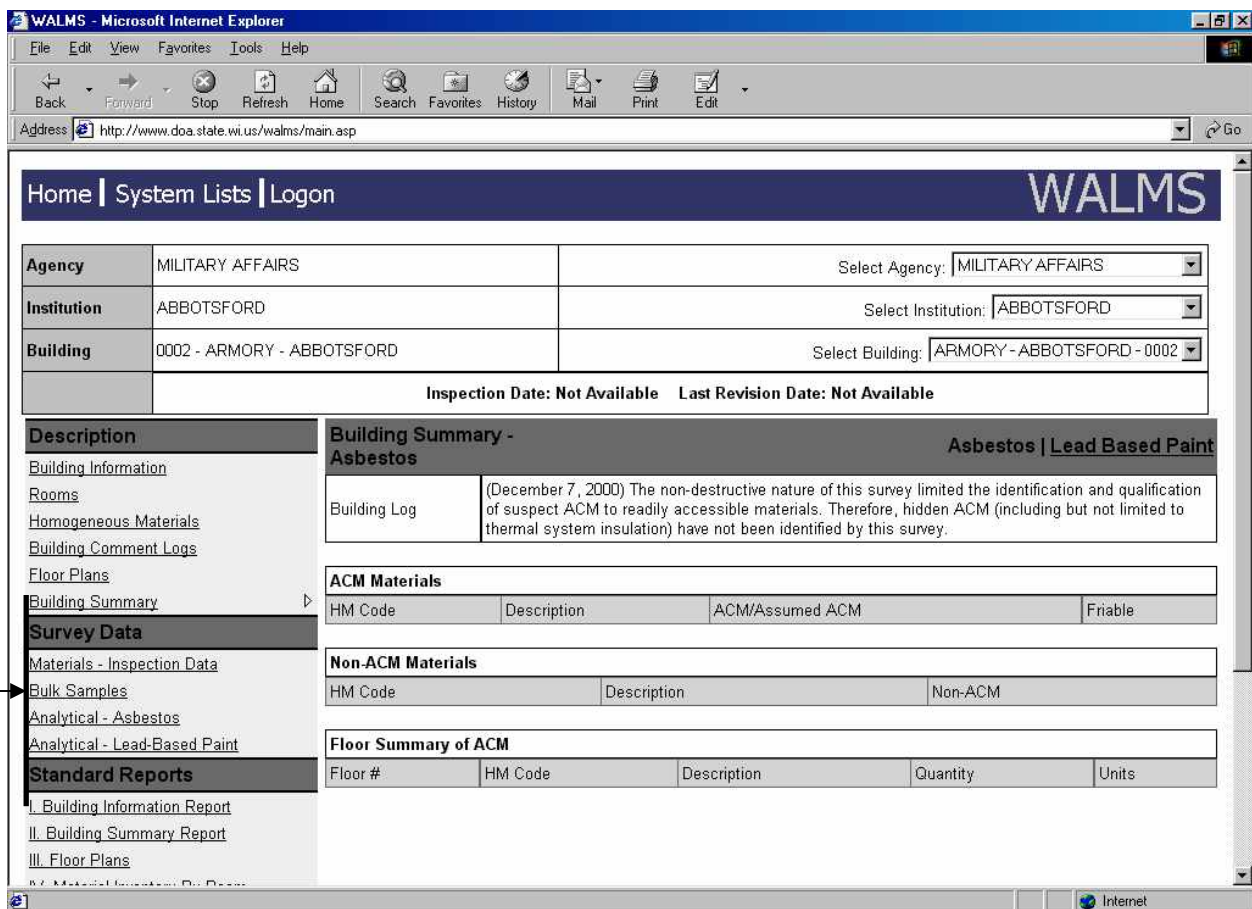 WALMS - Microsoft Internet Explorer
File Edit View Favorites Tools Help
Back Forward Stop Refresh Home Search Favorites History Mail Print Edit
Address http://www.doa.state.wi.us/walms/main.asp Go
Home | System Lists | Logon WALMS
Agency MILITARY AFFAIRS Select Agency: MILITARY AFFAIRS
Institution ABBOTSFORD Select Institution: ABBOTSFORD
Building 0002 - ARMORY - ABBOTSFORD Select Building: ARMORY - ABBOTSFORD - 0002
Inspection Date: Not Available Last Revision Date: Not Available
Description
Building Information
Rooms
Homogeneous Materials
Building Comment Logs
Floor Plans
Building Summary
Survey Data
Materials - Inspection Data
Bulk Samples
Analytical - Asbestos
Analytical - Lead-Based Paint
Standard Reports
I. Building Information Report
II. Building Summary Report
III. Floor Plans
IV. Material Inventory By Room
Building Summary -
Asbestos
Asbestos | Lead Based Paint
Building Log
(December 7, 2000) The non-destructive nature of this survey limited the identification and qualification
of suspect ACM to readily accessible materials. Therefore, hidden ACM (including but not limited to
thermal system insulation) have not been identified by this survey.
ACM Materials
HM Code Description ACM/Assumed ACM Friable
Non-ACM Materials
HM Code Description Non-ACM
Floor Summary of ACM
Floor # HM Code Description Quantity Units
Internet